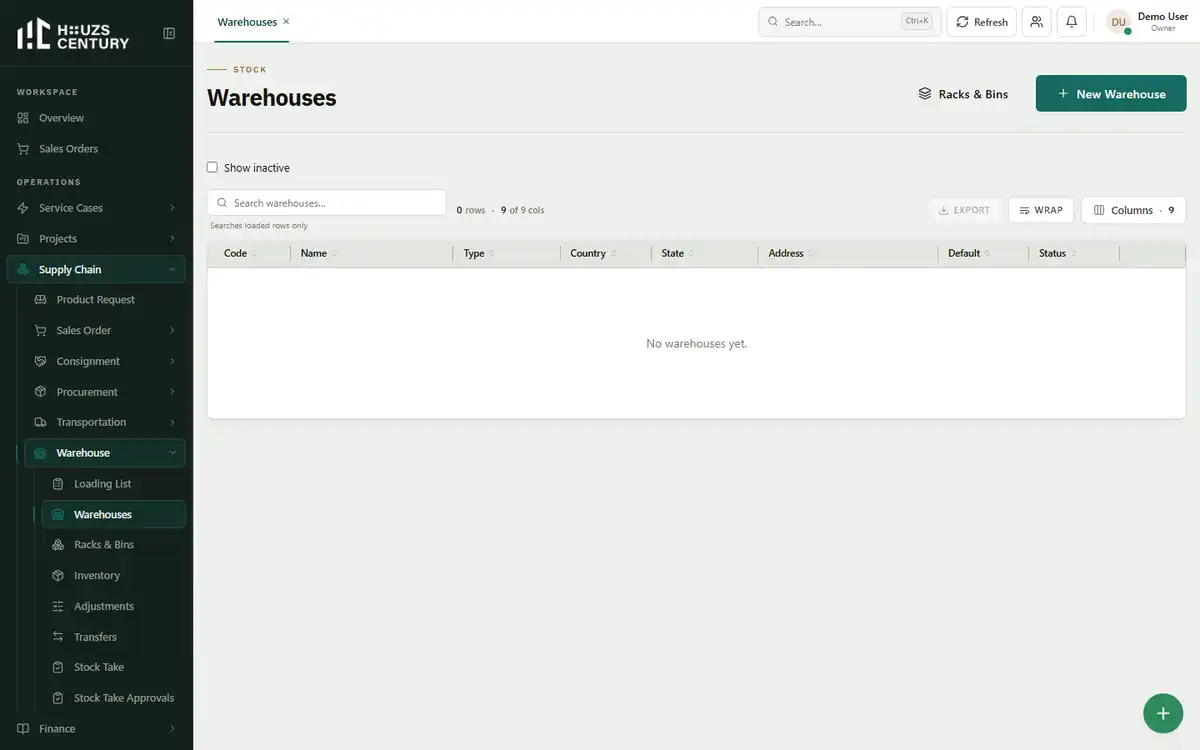 HOUZS
CENTURY
WORKSPACE
Overview
Sales Orders
OPERATIONS
Service Cases
Projects
Supply Chain
Product Request
Sales Order
Consignment
Procurement
Transportation
Warehouse
Loading List
Warehouses
Racks & Bins
Inventory
Adjustments
Transfers
Stock Take
Stock Take Approvals
Finance
Warehouses ×
Search... Ctrl+K
Refresh
DU
Demo User
Owner
STOCK
Warehouses
Racks & Bins
+ New Warehouse
Show inactive
Search warehouses...
0 rows · 9 of 9 cols
EXPORT
WRAP
Columns · 9
Searches loaded rows only
Code Name Type Country State Address Default Status
No warehouses yet.
+